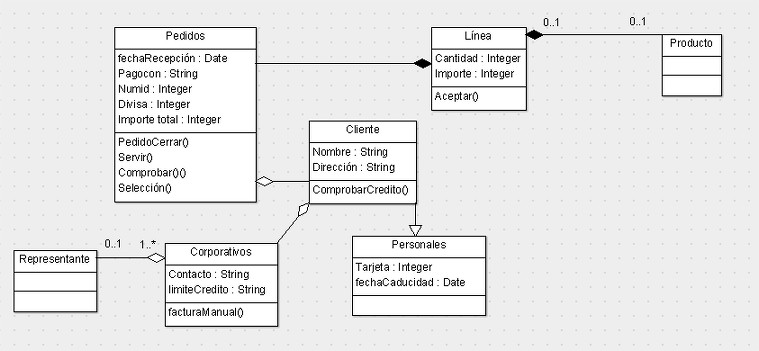 Pedidos
fechaRecepción : Date
Pagocon : String
Numid : Integer
Divisa : Integer
Importe total : Integer
PedidoCerrar()
Servir()
Comprobar()()
Selección()
Línea
Cantidad : Integer
Importe : Integer
Aceptar()
0..1
0..1
Producto
Cliente
Nombre : String
Dirección : String
ComprobarCredito()
Representante
0..1
1..*
Corporativos
Contacto : String
limiteCredito : String
facturaManual()
Personales
Tarjeta : Integer
fechaCaducidad : Date